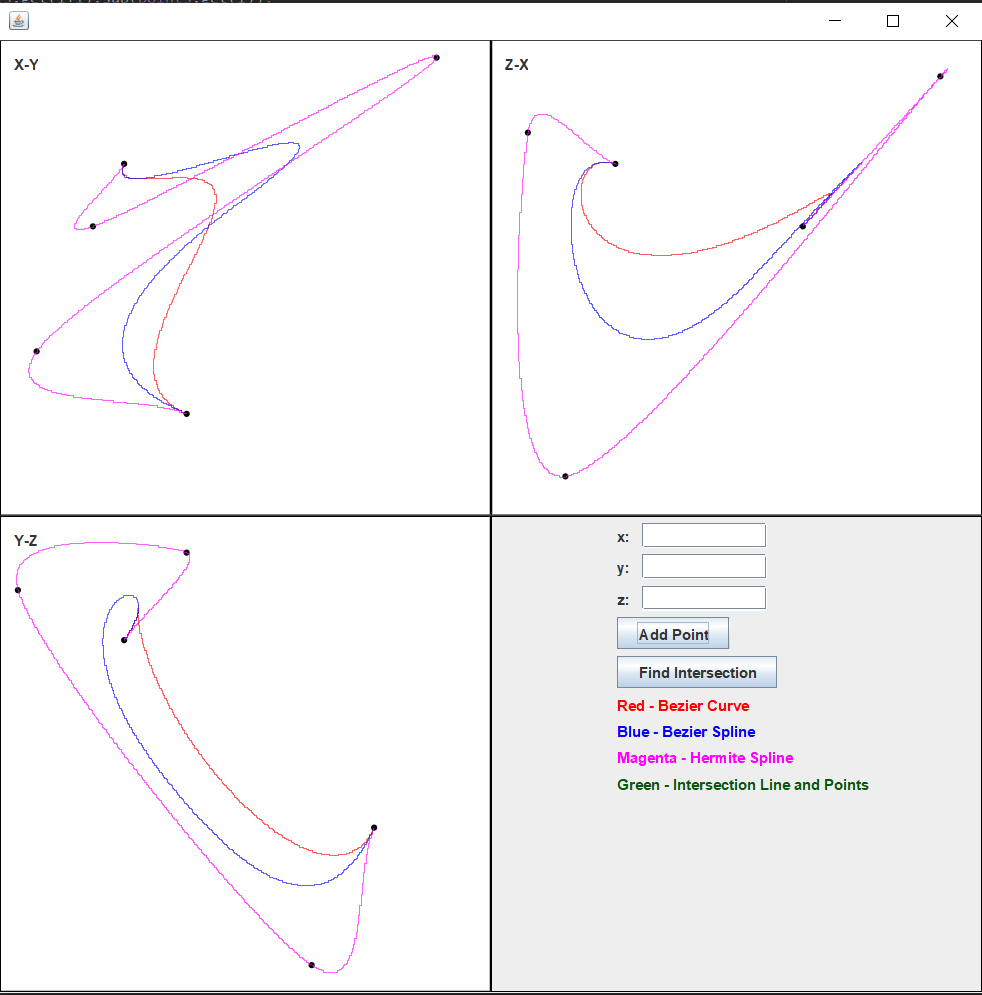 X-Y
Z-X
Y-Z
x:
y:
z:
Add Point
Find Intersection
Red - Bezier Curve
Blue - Bezier Spline
Magenta - Hermite Spline
Green - Intersection Line and Points